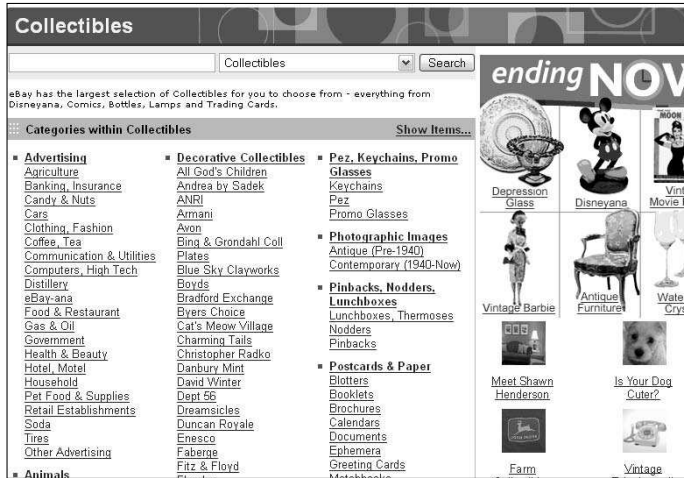 Collectibles
Collectibles
Search
eBay has the largest selection of Collectibles for you to choose from - everything from
Disneyana, Comics, Bottles, Lamps and Trading Cards.
Categories within Collectibles
Show Items...
Advertising
Agriculture
Banking, Insurance
Candy & Nuts
Cars
Clothing, Fashion
Coffee, Tea
Communication & Utilities
Computers, High Tech
Distillery
eBay-ana
Food & Restaurant
Gas & Oil
Government
Health & Beauty
Hotel, Motel
Household
Pet Food & Supplies
Retail Establishments
Soda
Tires
Other Advertising
Animals
Decorative Collectibles
All God's Children
Andrea by Sadek
ANRI
Armani
Avon
Bing & Grondahl Coll
Plates
Blue Sky Clayworks
Boyds
Bradford Exchange
Byers Choice
Cat's Meow Village
Charming Tails
Christopher Radko
Danbury Mint
David Winter
Dept 56
Dreamsicles
Duncan Royale
Enesco
Faberge
Fitz & Floyd
Pez, Keychains, Promo
Glasses
Keychains
Pez
Promo Glasses
Photographic Images
Antique (Pre-1940)
Contemporary (1940-Now)
Pinbacks, Nodders,
Lunchboxes
Lunchboxes, Thermoses
Nodders
Pinbacks
Postcards & Paper
Blotters
Booklets
Brochures
Calendars
Documents
Ephemera
Greeting Cards
Matchbooks
ending NOW
MOON
Depression
Glass
Disneyana
Vint
Movie
Vintage Barbie
Antique
Furniture
Wate
Crys
Meet Shawn
Henderson
Is Your Dog
Cuter?
Farm
Vintage